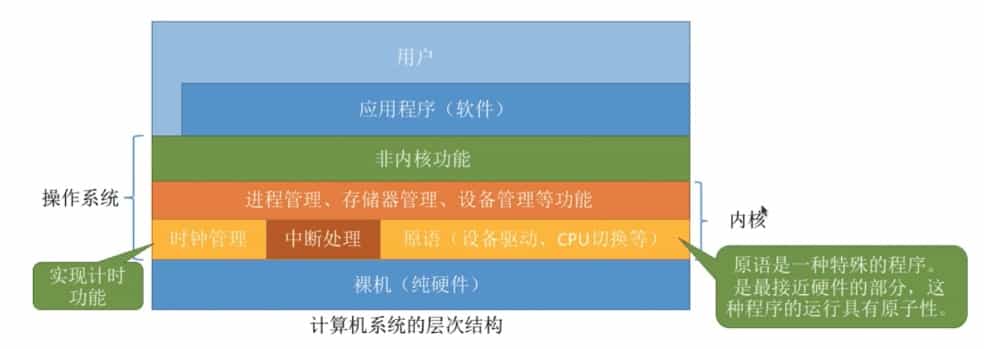 用户
应用程序（软件）
非内核功能
操作系统
进程管理、存储器管理、设备管理等功能
内核
时钟管理
中断处理
原语（设备驱动、CPU切换等）
实现计时
功能
裸机（纯硬件）
原语是一种特殊的程序。
是最接近硬件的部分，这
种程序的运行具有原子性。
计算机系统的层次结构